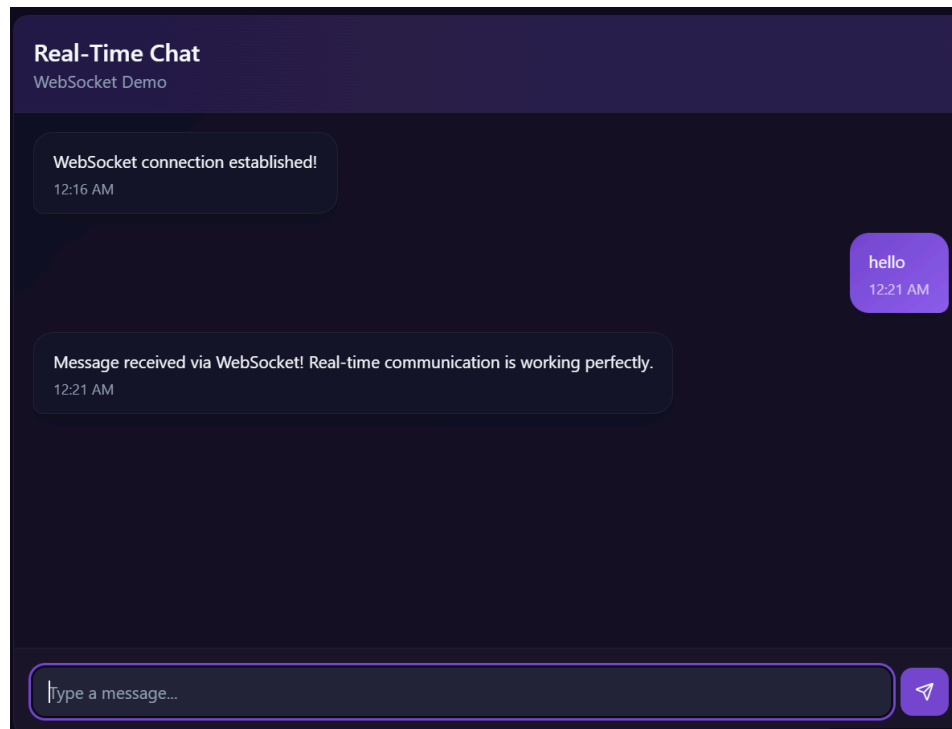 Real-Time Chat
WebSocket Demo
WebSocket connection established!
12:16 AM
hello
12:21 AM
Message received via WebSocket! Real-time communication is working perfectly.
12:21 AM
Type a message...